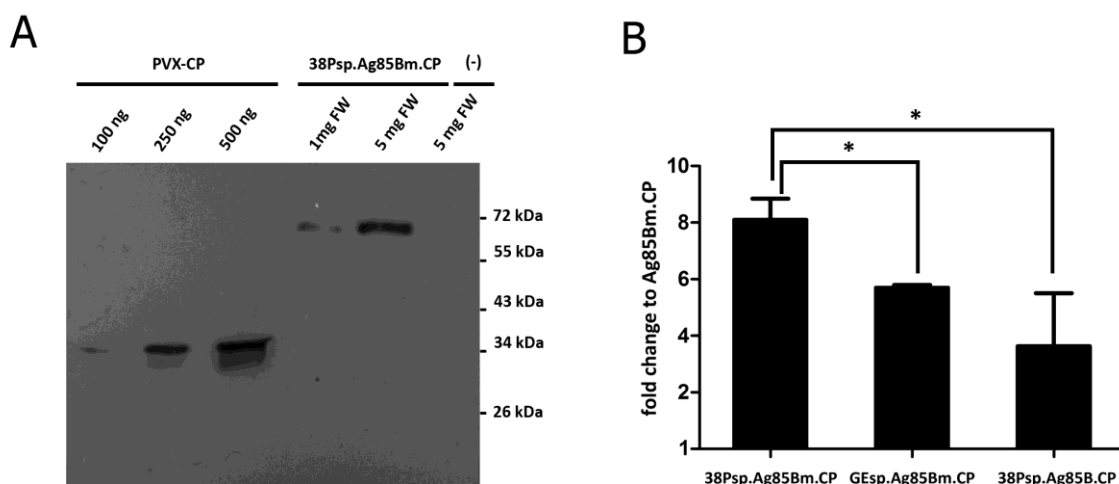 A
PVX-CP 38Psp.Ag85Bm.CP (-)
100 ng 250 ng 500 ng 1mg FW 5 mg FW 5 mg FW
72 kDa
55 kDa
43 kDa
34 kDa
26 kDa
B
*
*
fold change to Ag85Bm.CP
10
8
6
4
2
1
38Psp.Ag85Bm.CP GEsp.Ag85Bm.CP 38Psp.Ag85B.CP